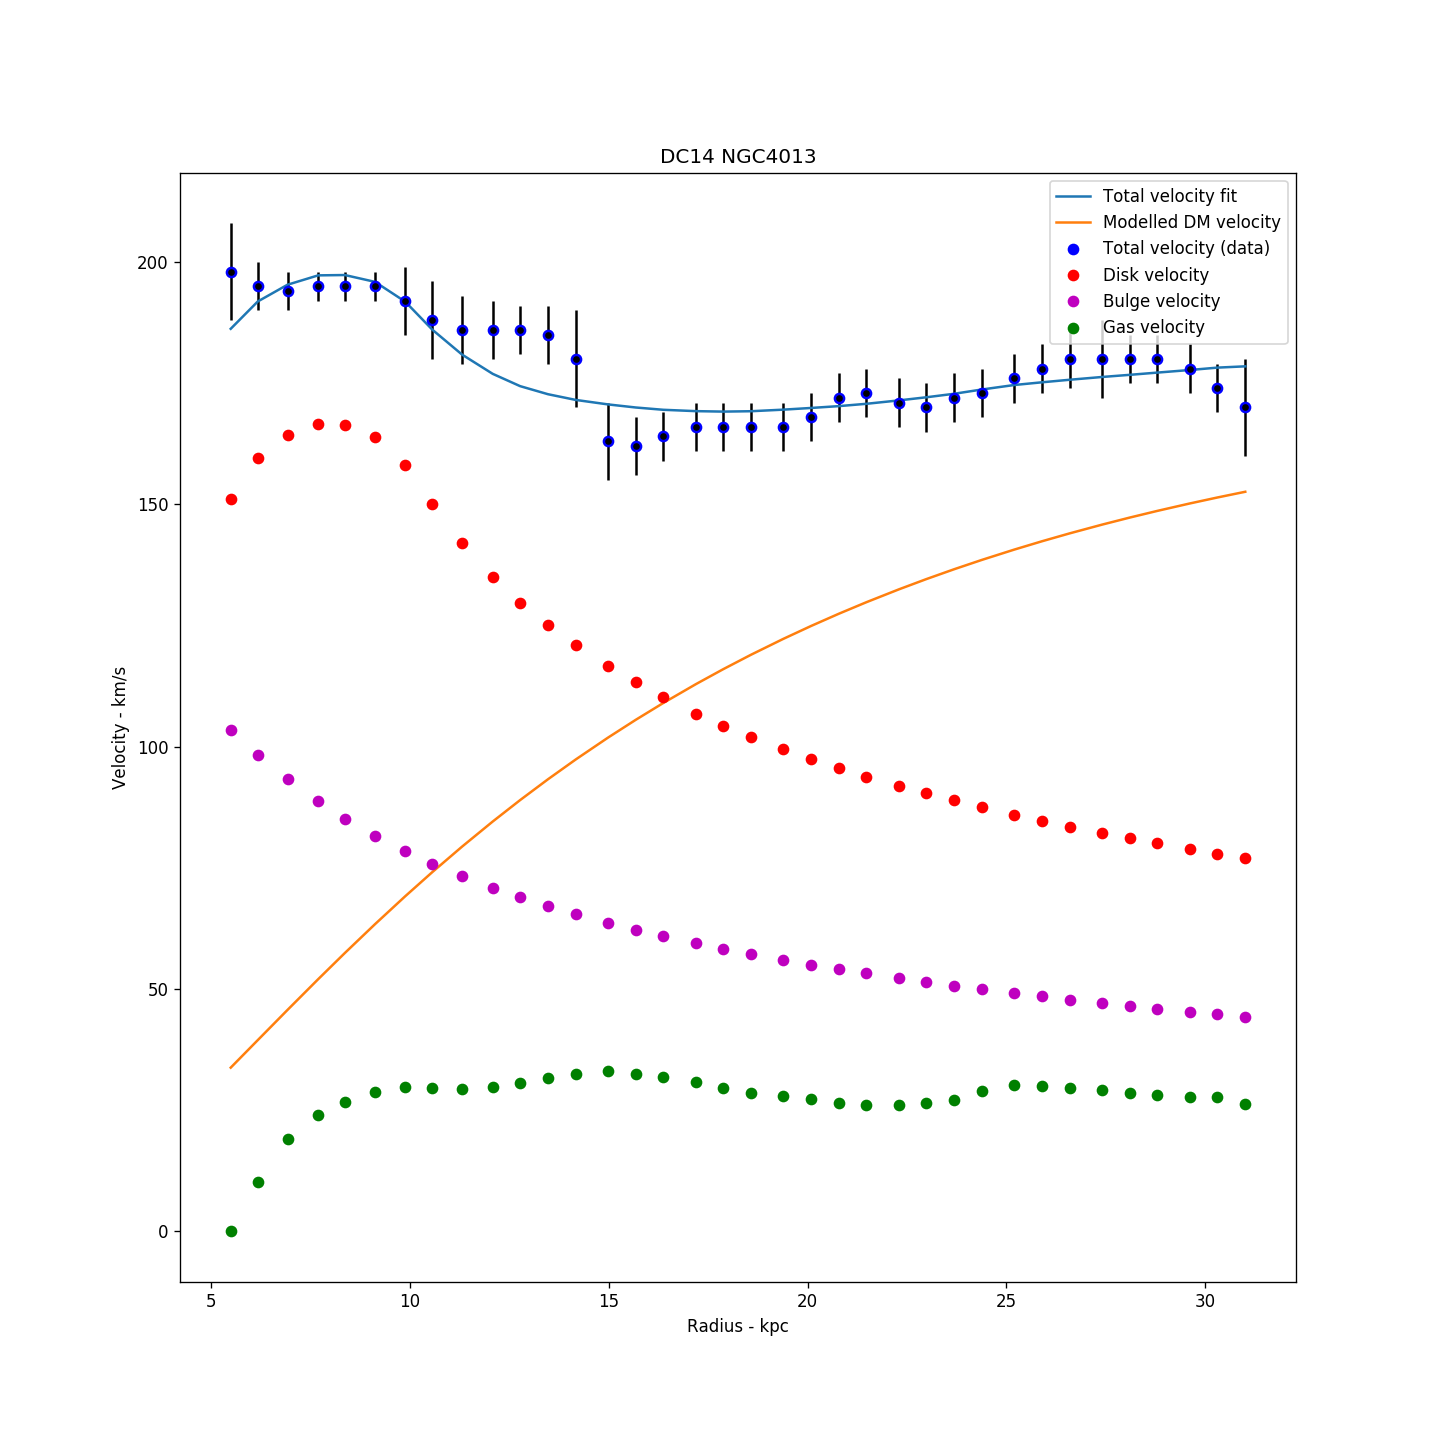 DC14 NGC4013
Total velocity fit
Modelled DM velocity
Total velocity (data)
Disk velocity
Bulge velocity
Gas velocity
200
150
100
50
0
Velocity - km/s
5 10 15 20 25 30
Radius - kpc